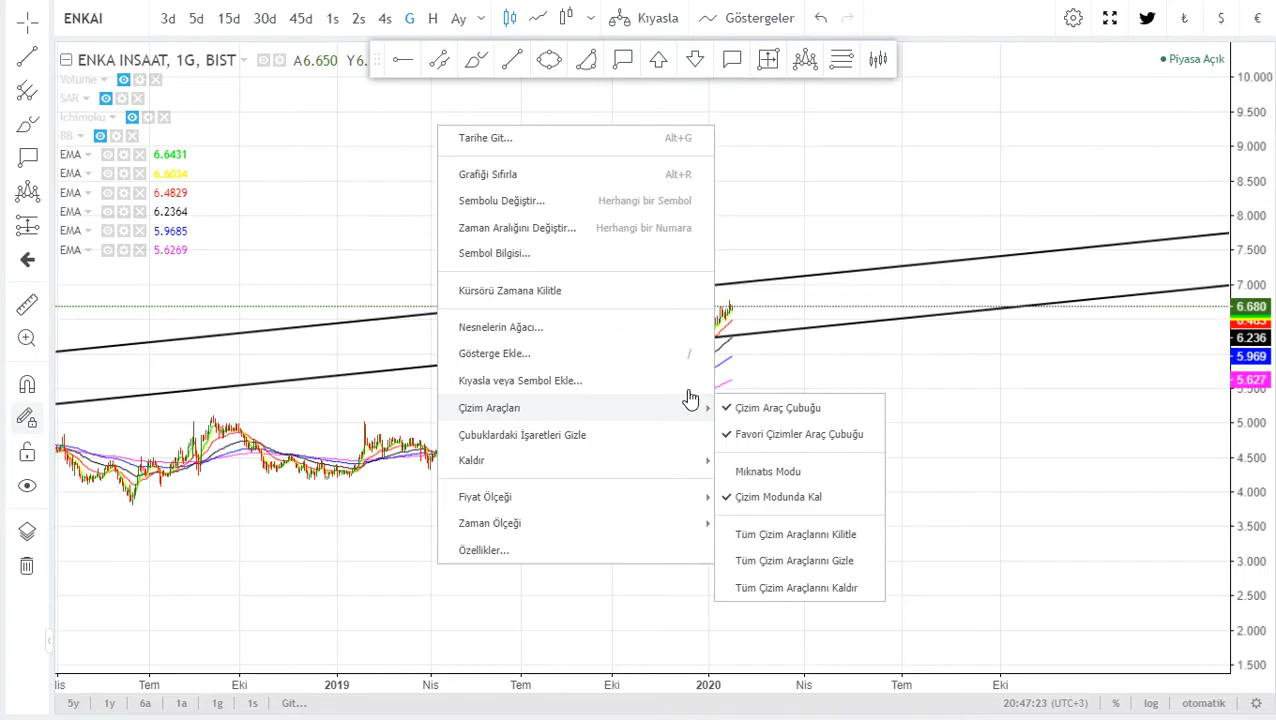 ENKAI 3d 5d 15d 30d 45d 1s 2s 4s G H Ay Kıyasla Göstergeler ₺ $ €
ENKA INSAAT, 1G, BIST A6.650 Y6. Piyasa Açık
Volume
SAR
Ichimoku
BB
EMA 6.6431
EMA 6.6034
EMA 6.4829
EMA 6.2364
EMA 5.9685
EMA 5.6269
Tarihe Git... Alt+G
Grafiği Sıfırla Alt+R
Sembolu Değiştir... Herhangi bir Sembol
Zaman Aralığını Değiştir... Herhangi bir Numara
Sembol Bilgisi...
Kürsörü Zamana Kilitle
Nesnelerin Ağacı...
Gösterge Ekle... /
Kıyasla veya Sembol Ekle...
Çizim Araçları
Çubuklardaki İşaretleri Gizle
Kaldır
Fiyat Ölçeği
Zaman Ölçeği
Özellikler...
Çizim Araç Çubuğu
Favori Çizimler Araç Çubuğu
Mıknatıs Modu
Çizim Modunda Kal
Tüm Çizim Araçlarını Kilitle
Tüm Çizim Araçlarını Gizle
Tüm Çizim Araçlarını Kaldır
10.000
9.500
9.000
8.500
8.000
7.500
7.000
6.680
6.236
5.969
5.627
5.000
4.500
4.000
3.500
3.000
2.500
2.000
1.500
lis Tem Eki 2019 Nis Tem Eki 2020 Nis Tem Eki
5y 1y 6a 1a 1g 1s Git... 20:47:23 (UTC+3) % log otomatik